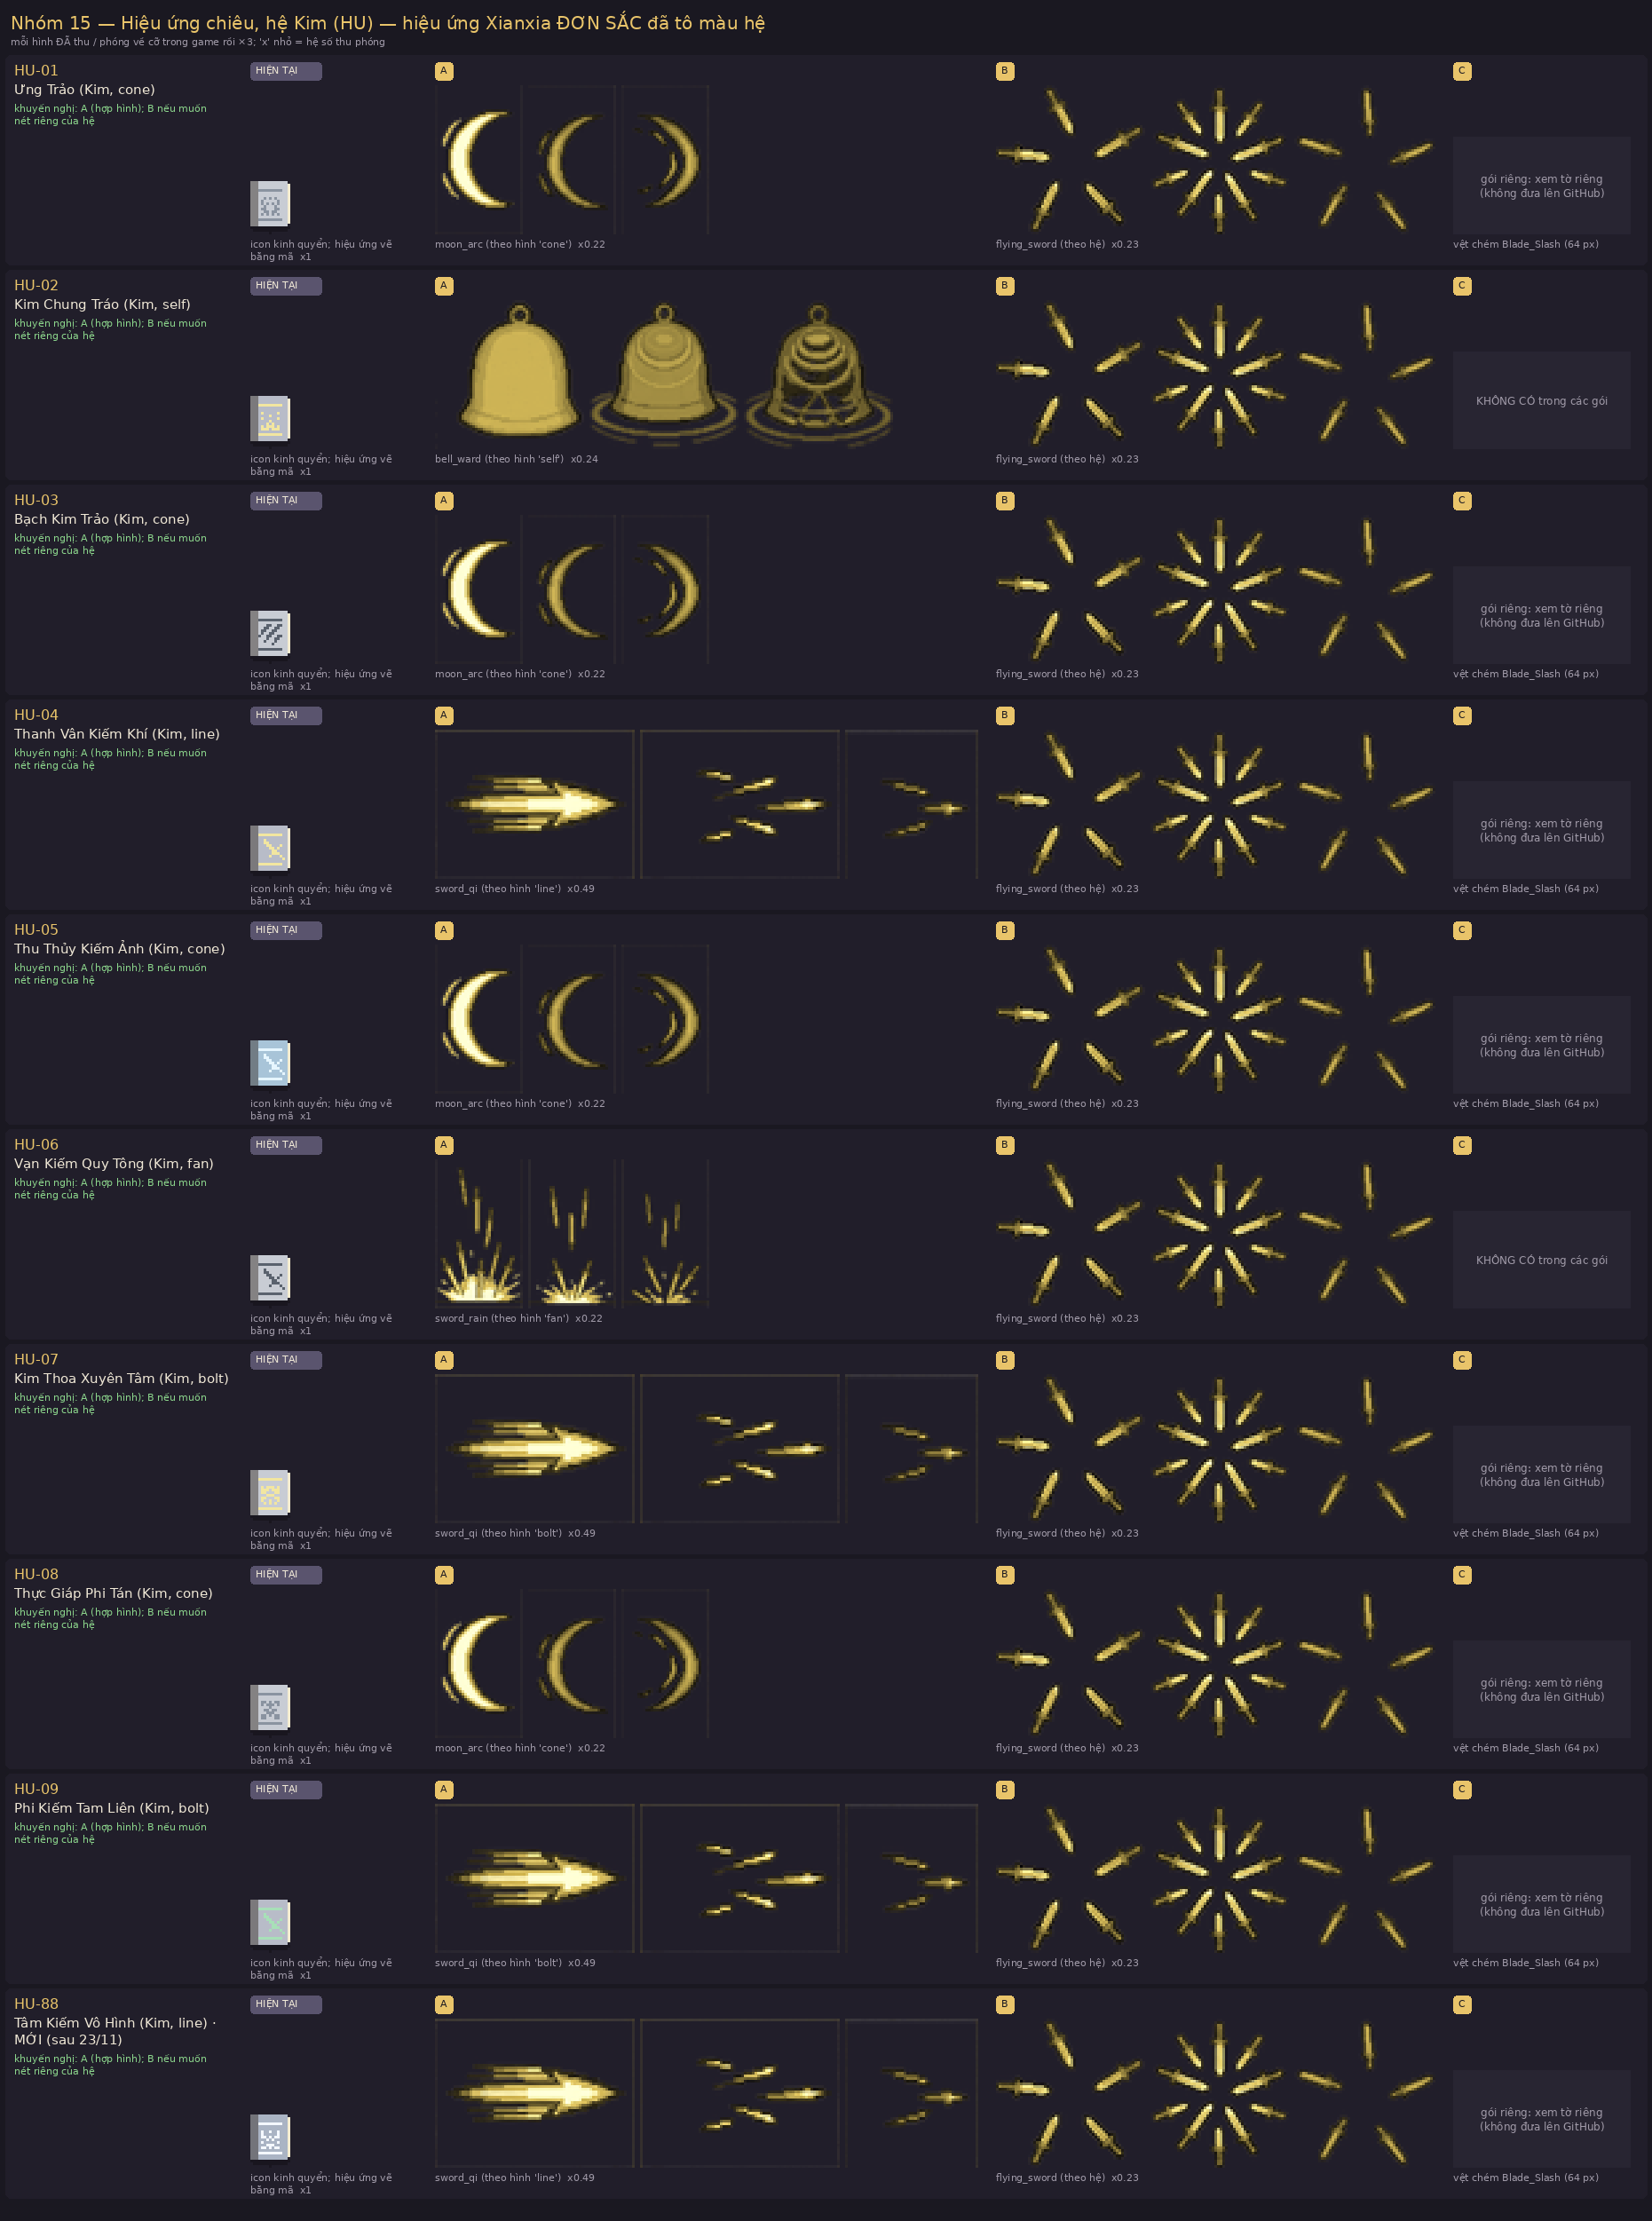 Nhóm 15 — Hiệu ứng chiêu, hệ Kim (HU) — hiệu ứng Xianxia ĐƠN SẮC đã tô màu hệ
mỗi hình ĐÃ thu / phóng về cỡ trong game rồi ×3; 'x' nhỏ = hệ số thu phóng
HU-01
Ưng Trảo (Kim, cone)
khuyến nghị: A (hợp hình); B nếu muốn
nét riêng của hệ
HIỆN TẠI
icon kinh quyển; hiệu ứng vẽ
bằng mã x1
A
moon_arc (theo hình 'cone') x0.22
B
flying_sword (theo hệ) x0.23
C
gói riêng: xem tờ riêng
(không đưa lên GitHub)
vệt chém Blade_Slash (64 px)
HU-02
Kim Chung Tráo (Kim, self)
khuyến nghị: A (hợp hình); B nếu muốn
nét riêng của hệ
HIỆN TẠI
icon kinh quyển; hiệu ứng vẽ
bằng mã x1
A
bell_ward (theo hình 'self') x0.24
B
flying_sword (theo hệ) x0.23
C
KHÔNG CÓ trong các gói
HU-03
Bạch Kim Trảo (Kim, cone)
khuyến nghị: A (hợp hình); B nếu muốn
nét riêng của hệ
HIỆN TẠI
icon kinh quyển; hiệu ứng vẽ
bằng mã x1
A
moon_arc (theo hình 'cone') x0.22
B
flying_sword (theo hệ) x0.23
C
gói riêng: xem tờ riêng
(không đưa lên GitHub)
vệt chém Blade_Slash (64 px)
HU-04
Thanh Vân Kiếm Khí (Kim, line)
khuyến nghị: A (hợp hình); B nếu muốn
nét riêng của hệ
HIỆN TẠI
icon kinh quyển; hiệu ứng vẽ
bằng mã x1
A
sword_qi (theo hình 'line') x0.49
B
flying_sword (theo hệ) x0.23
C
gói riêng: xem tờ riêng
(không đưa lên GitHub)
vệt chém Blade_Slash (64 px)
HU-05
Thu Thủy Kiếm Ảnh (Kim, cone)
khuyến nghị: A (hợp hình); B nếu muốn
nét riêng của hệ
HIỆN TẠI
icon kinh quyển; hiệu ứng vẽ
bằng mã x1
A
moon_arc (theo hình 'cone') x0.22
B
flying_sword (theo hệ) x0.23
C
gói riêng: xem tờ riêng
(không đưa lên GitHub)
vệt chém Blade_Slash (64 px)
HU-06
Vạn Kiếm Quy Tông (Kim, fan)
khuyến nghị: A (hợp hình); B nếu muốn
nét riêng của hệ
HIỆN TẠI
icon kinh quyển; hiệu ứng vẽ
bằng mã x1
A
sword_rain (theo hình 'fan') x0.22
B
flying_sword (theo hệ) x0.23
C
KHÔNG CÓ trong các gói
HU-07
Kim Thoa Xuyên Tâm (Kim, bolt)
khuyến nghị: A (hợp hình); B nếu muốn
nét riêng của hệ
HIỆN TẠI
icon kinh quyển; hiệu ứng vẽ
bằng mã x1
A
sword_qi (theo hình 'bolt') x0.49
B
flying_sword (theo hệ) x0.23
C
gói riêng: xem tờ riêng
(không đưa lên GitHub)
vệt chém Blade_Slash (64 px)
HU-08
Thực Giáp Phi Tán (Kim, cone)
khuyến nghị: A (hợp hình); B nếu muốn
nét riêng của hệ
HIỆN TẠI
icon kinh quyển; hiệu ứng vẽ
bằng mã x1
A
moon_arc (theo hình 'cone') x0.22
B
flying_sword (theo hệ) x0.23
C
gói riêng: xem tờ riêng
(không đưa lên GitHub)
vệt chém Blade_Slash (64 px)
HU-09
Phi Kiếm Tam Liên (Kim, bolt)
khuyến nghị: A (hợp hình); B nếu muốn
nét riêng của hệ
HIỆN TẠI
icon kinh quyển; hiệu ứng vẽ
bằng mã x1
A
sword_qi (theo hình 'bolt') x0.49
B
flying_sword (theo hệ) x0.23
C
gói riêng: xem tờ riêng
(không đưa lên GitHub)
vệt chém Blade_Slash (64 px)
HU-88
Tâm Kiếm Vô Hình (Kim, line) ·
MỚI (sau 23/11)
khuyến nghị: A (hợp hình); B nếu muốn
nét riêng của hệ
HIỆN TẠI
icon kinh quyển; hiệu ứng vẽ
bằng mã x1
A
sword_qi (theo hình 'line') x0.49
B
flying_sword (theo hệ) x0.23
C
gói riêng: xem tờ riêng
(không đưa lên GitHub)
vệt chém Blade_Slash (64 px)